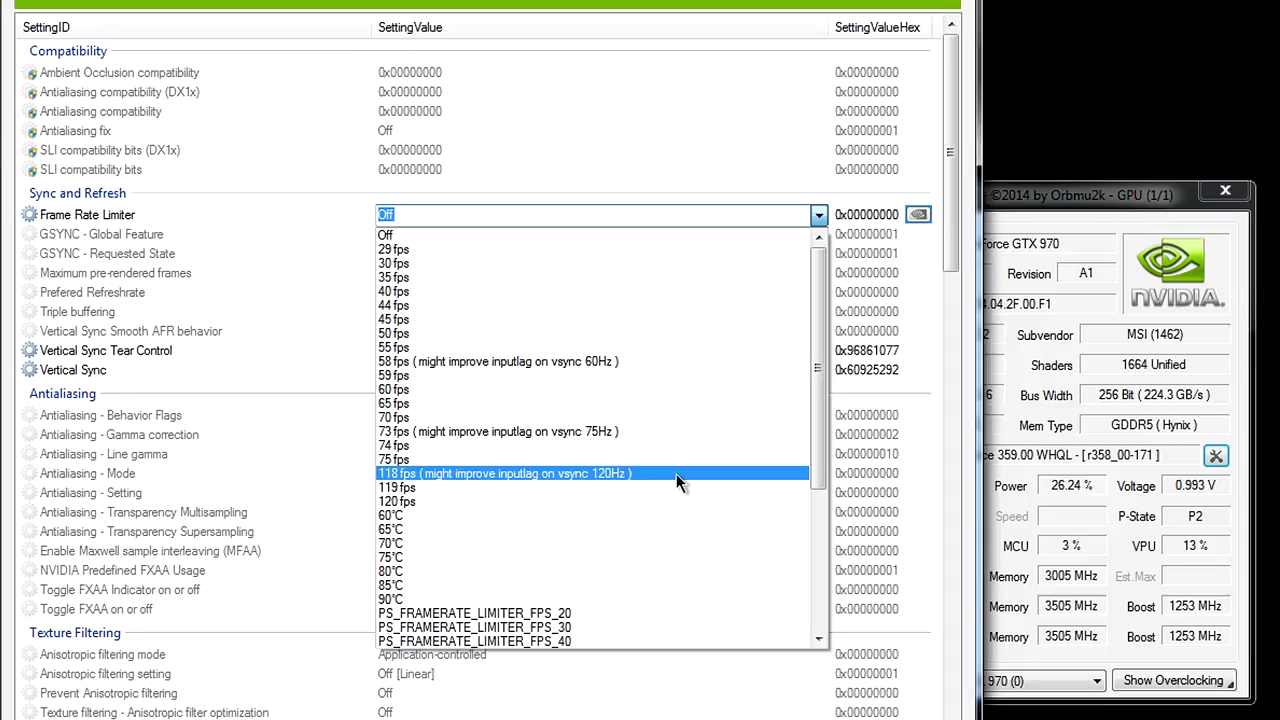 SettingID SettingValue SettingValueHex
Compatibility
Ambient Occlusion compatibility 0x00000000 0x00000000
Antialiasing compatibility (DX1x) 0x00000000 0x00000000
Antialiasing compatibility 0x00000000 0x00000000
Antialiasing fix Off 0x00000001
SLI compatibility bits (DX1x) 0x00000000 0x00000000
SLI compatibility bits 0x00000000 0x00000000
Sync and Refresh
Frame Rate Limiter Off 0x00000000
GSYNC - Global Feature 0x00000001
GSYNC - Requested State 0x00000001
Maximum pre-rendered frames 0x00000000
Prefered Refreshrate 0x00000000
Triple buffering 0x00000000
Vertical Sync Smooth AFR behavior 0x00000000
Vertical Sync Tear Control 0x96861077
Vertical Sync 0x60925292
Antialiasing
Antialiasing - Behavior Flags 0x00000000
Antialiasing - Gamma correction 0x00000002
Antialiasing - Line gamma 0x00000010
Antialiasing - Mode 0x00000000
Antialiasing - Setting 0x00000000
Antialiasing - Transparency Multisampling 0x00000000
Antialiasing - Transparency Supersampling 0x00000000
Enable Maxwell sample interleaving (MFAA) 0x00000000
NVIDIA Predefined FXAA Usage 0x00000001
Toggle FXAA Indicator on or off 0x00000000
Toggle FXAA on or off 0x00000000
Texture Filtering
Anisotropic filtering mode Application-controlled 0x00000000
Anisotropic filtering setting Off [Linear] 0x00000001
Prevent Anisotropic filtering Off 0x00000000
Texture filtering - Anisotropic filter optimization Off 0x00000000
Off
29 fps
30 fps
35 fps
40 fps
44 fps
45 fps
50 fps
55 fps
58 fps ( might improve inputlag on vsync 60Hz )
59 fps
60 fps
65 fps
70 fps
73 fps ( might improve inputlag on vsync 75Hz )
74 fps
75 fps
118 fps ( might improve inputlag on vsync 120Hz )
119 fps
120 fps
60°C
65°C
70°C
75°C
80°C
85°C
90°C
PS_FRAMERATE_LIMITER_FPS_20
PS_FRAMERATE_LIMITER_FPS_30
PS_FRAMERATE_LIMITER_FPS_40
©2014 by Orbmu2k - GPU (1/1)
Force GTX 970
Revision A1
NVIDIA.
4.04.2F.00.F1
2 Subvendor MSI (1462)
Shaders 1664 Unified
6 Bus Width 256 Bit ( 224.3 GB/s )
Mem Type GDDR5 ( Hynix )
ce 359.00 WHQL - [ r358_00-171 ]
Power 26.24 % Voltage 0.993 V
Speed P-State P2
MCU 3 % VPU 13 %
Memory 3005 MHz Est.Max
Memory 3505 MHz Boost 1253 MHz
Memory 3505 MHz Boost 1253 MHz
970 (0) Show Overclocking